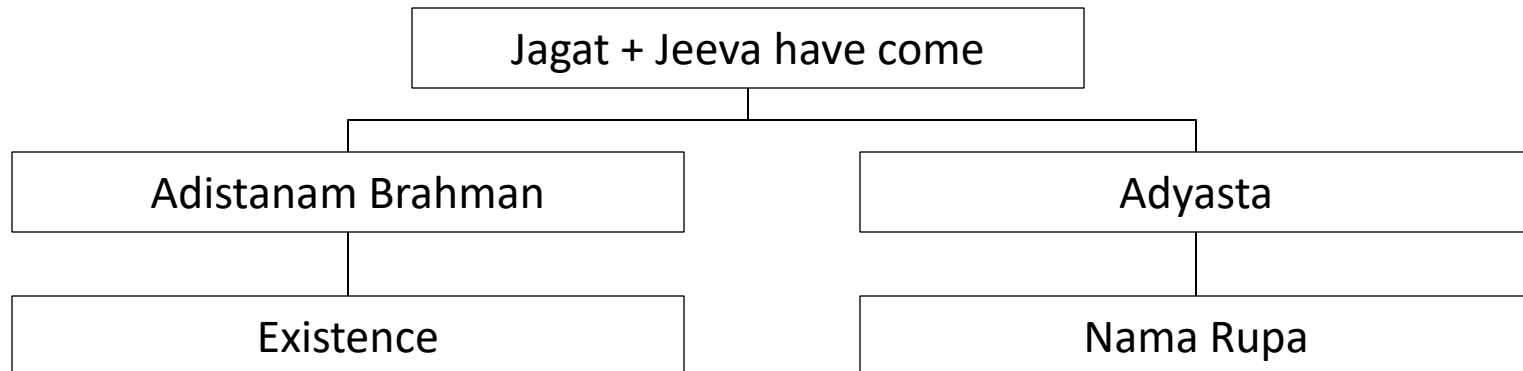 Jagat + Jeeva have come
Adistanam Brahman
Adyasta
Existence
Nama Rupa